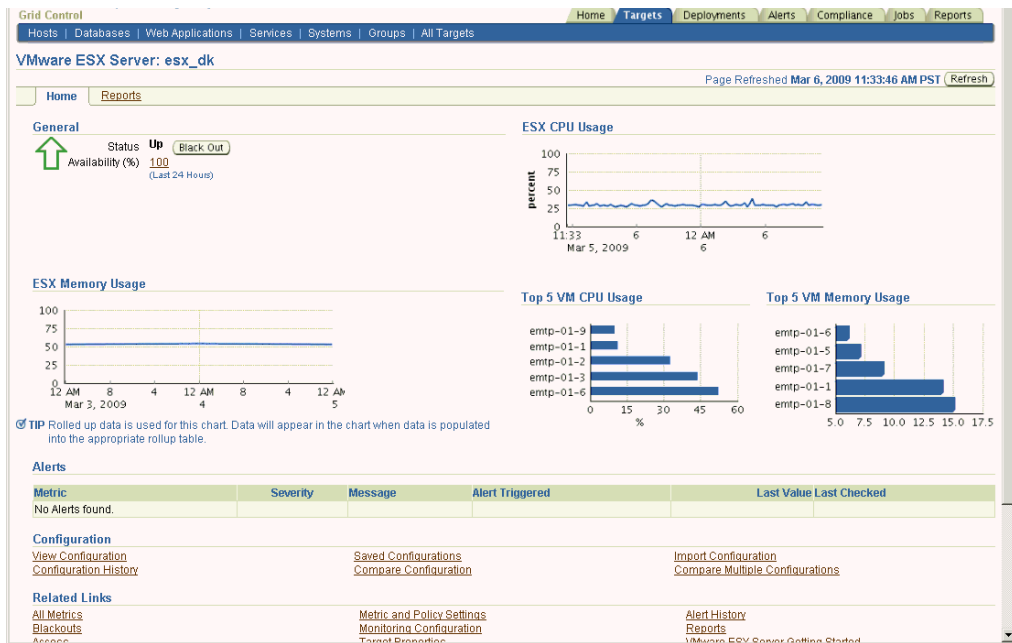 Grid Control
Home Targets Deployments Alerts Compliance Jobs Reports
Hosts | Databases | Web Applications | Services | Systems | Groups | All Targets
VMware ESX Server: esx_dk
Page Refreshed Mar 6, 2009 11:33:46 AM PST Refresh
Home Reports
General
Status Up Black Out
Availability (%) 100
(Last 24 Hours)
ESX CPU Usage
percent
100
75
50
25
0
11:33 6 12 AM 6
Mar 5, 2009 6
ESX Memory Usage
100
75
50
25
0
12 AM 8 4 12 AM 8 4 12 AM
Mar 3, 2009 4 5
TIP Rolled up data is used for this chart. Data will appear in the chart when data is populated
into the appropriate rollup table.
Top 5 VM CPU Usage
emtp-01-9
emtp-01-1
emtp-01-2
emtp-01-3
emtp-01-6
0 15 30 45 60
%
Top 5 VM Memory Usage
emtp-01-6
emtp-01-5
emtp-01-7
emtp-01-1
emtp-01-8
5.0 7.5 10.0 12.5 15.0 17.5
Alerts
Metric Severity Message Alert Triggered Last Value Last Checked
No Alerts found.
Configuration
View Configuration Saved Configurations Import Configuration
Configuration History Compare Configuration Compare Multiple Configurations
Related Links
All Metrics Metric and Policy Settings Alert History
Blackouts Monitoring Configuration Reports
Access Target Properties VMware ESX Server Getting Started